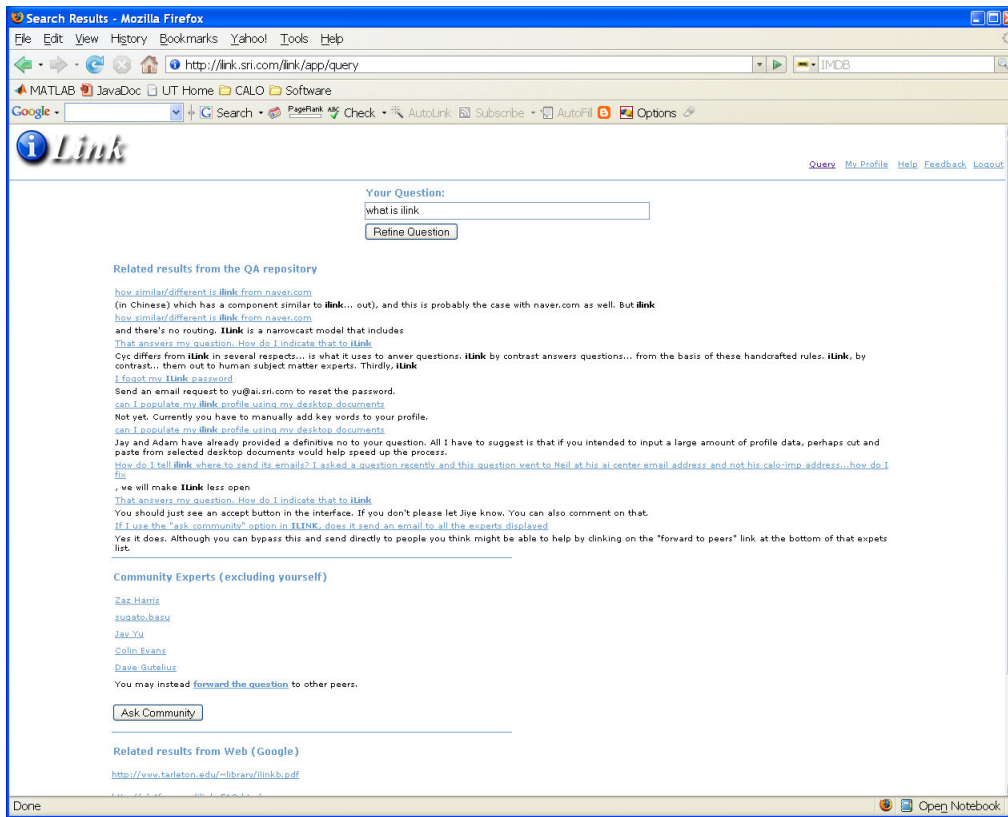 Search Results - Mozilla Firefox
File Edit View History Bookmarks Yahoo! Tools Help
http://ilink.sri.com/ilink/app/query
IMDB
MATLAB JavaDoc UT Home CALO Software
Google Search PageRank ABC Check AutoLink Subscribe AutoFill Options
i Link
Query My Profile Help Feedback Logout
Your Question:
what is ilink
Refine Question
Related results from the QA repository
how similar/different is ilink from naver.com
(in Chinese) which has a component similar to ilink... out), and this is probably the case with naver.com as well. But ilink
how similar/different is ilink from naver.com
and there's no routing. ILink is a narrowcast model that includes
That answers my question. How do I indicate that to iLink
Cyc differs from iLink in several respects... is what it uses to anwer questions. iLink by contrast answers questions... from the basis of these handcrafted rules. iLink, by
contrast... them out to human subject matter experts. Thirdly, iLink
I fogot my ILink password
Send an email request to yu@ai.sri.com to reset the password.
can I populate my ilink profile using my desktop documents
Not yet. Currently you have to manually add key words to your profile.
can I populate my ilink profile using my desktop documents
Jay and Adam have already provided a definitive no to your question. All I have to suggest is that if you intended to input a large amount of profile data, perhaps cut and
paste from selected desktop documents would help speed up the process.
How do I tell ilink where to send its emails? I asked a question recently and this question went to Neil at his ai center email address and not his calo-imp address...how do I
fix
, we will make ILink less open
That answers my question. How do I indicate that to iLink
You should just see an accept button in the interface. If you don't please let Jiye know. You can also comment on that.
If I use the "ask community" option in ILINK, does it send an email to all the experts displayed
Yes it does. Although you can bypass this and send directly to people you think might be able to help by clinking on the "forward to peers" link at the bottom of that expets
list.
Community Experts (excluding yourself)
Zaz Harris
sugato.basu
Jay Yu
Colin Evans
Dave Gutelius
You may instead forward the question to other peers.
Ask Community
Related results from Web (Google)
http://www.tarleton.edu/~library/ilinkb.pdf
Done
Open Notebook